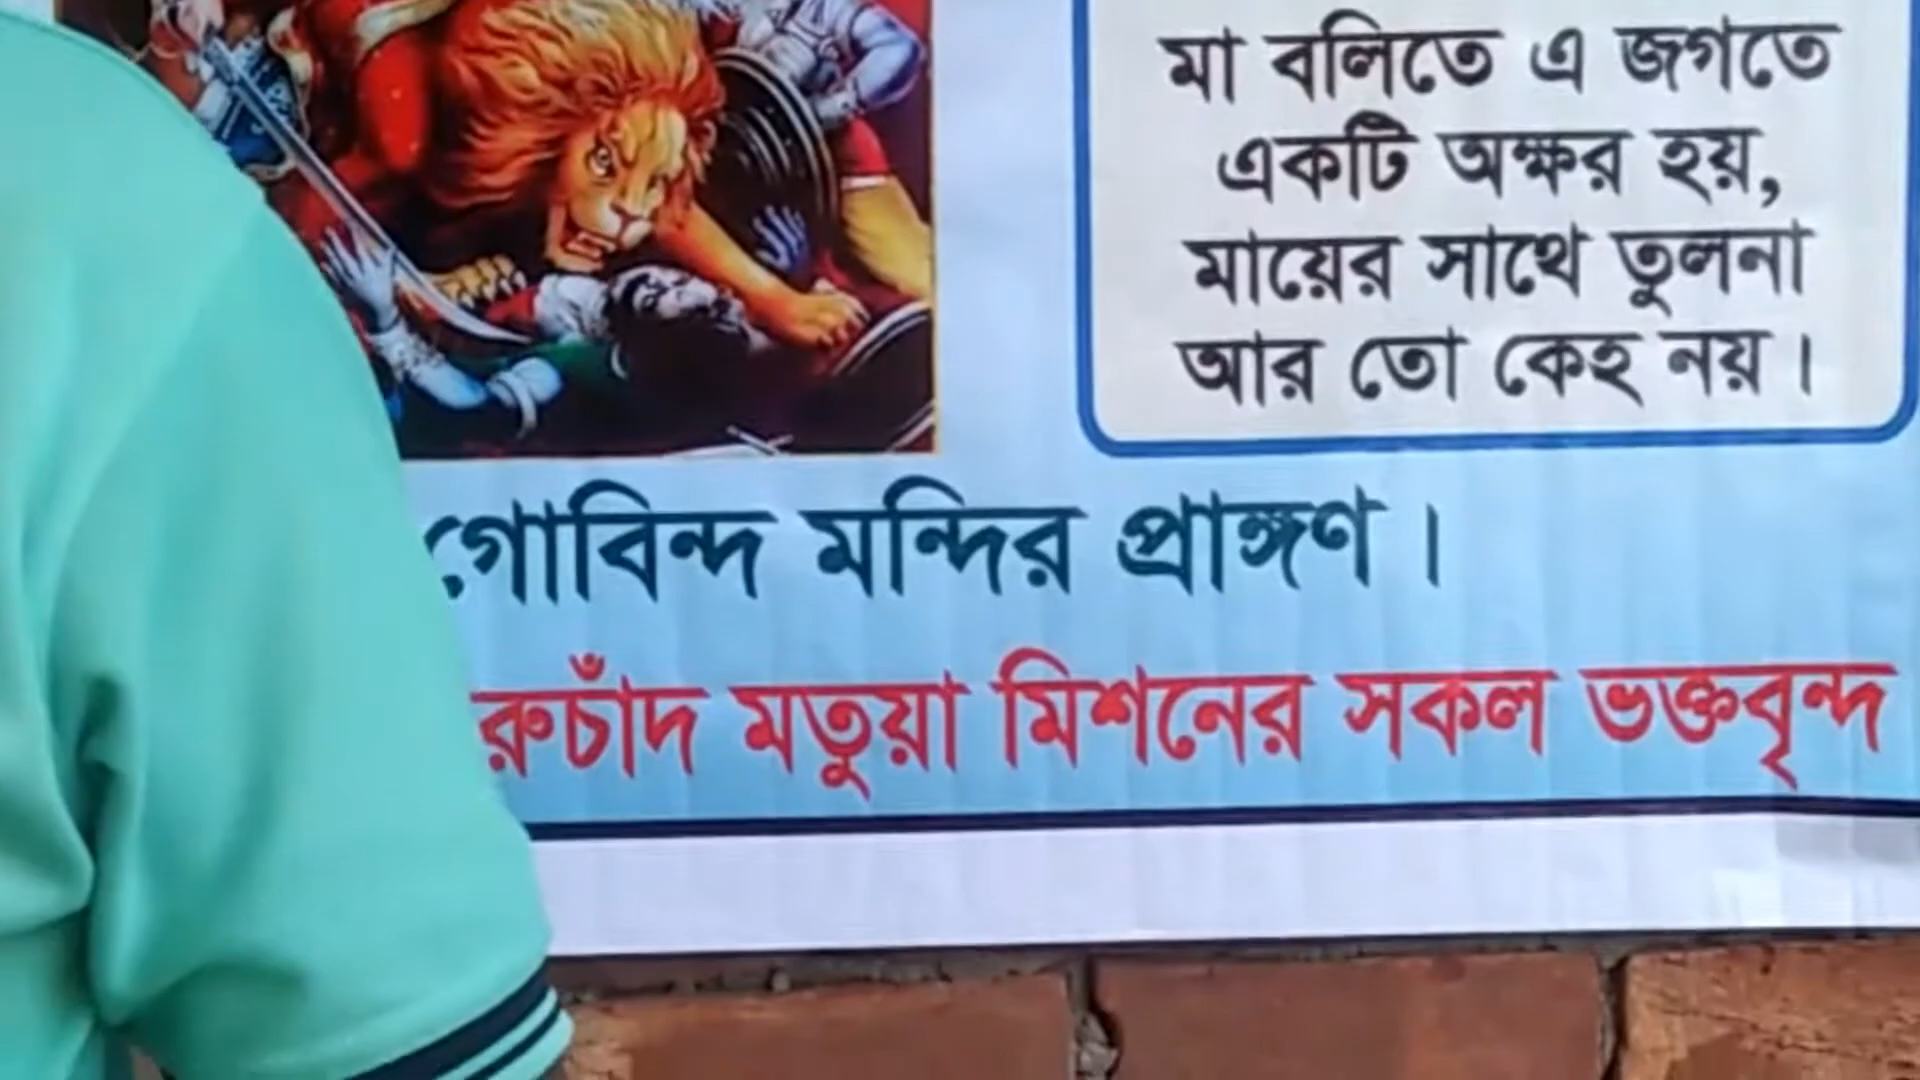 মা বলিতে এ জগতে
একটি অক্ষর হয়,
মায়ের সাথে তুলনা
আর তো কেহ নয়।
গোবিন্দ মন্দির প্রাঙ্গণ।
রুচাঁদ মতুয়া মিশনের সকল ভক্তবৃন্দ